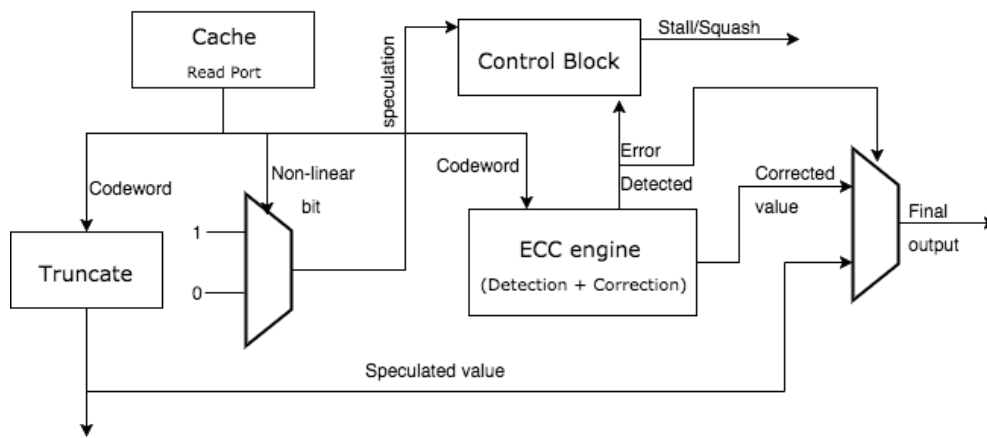 Cache
Read Port
speculation
Control Block
Stall/Squash
Codeword
Non-linear
bit
Codeword
Error
Detected
Corrected
value
1
0
Truncate
ECC engine
(Detection + Correction)
Final
output
Speculated value